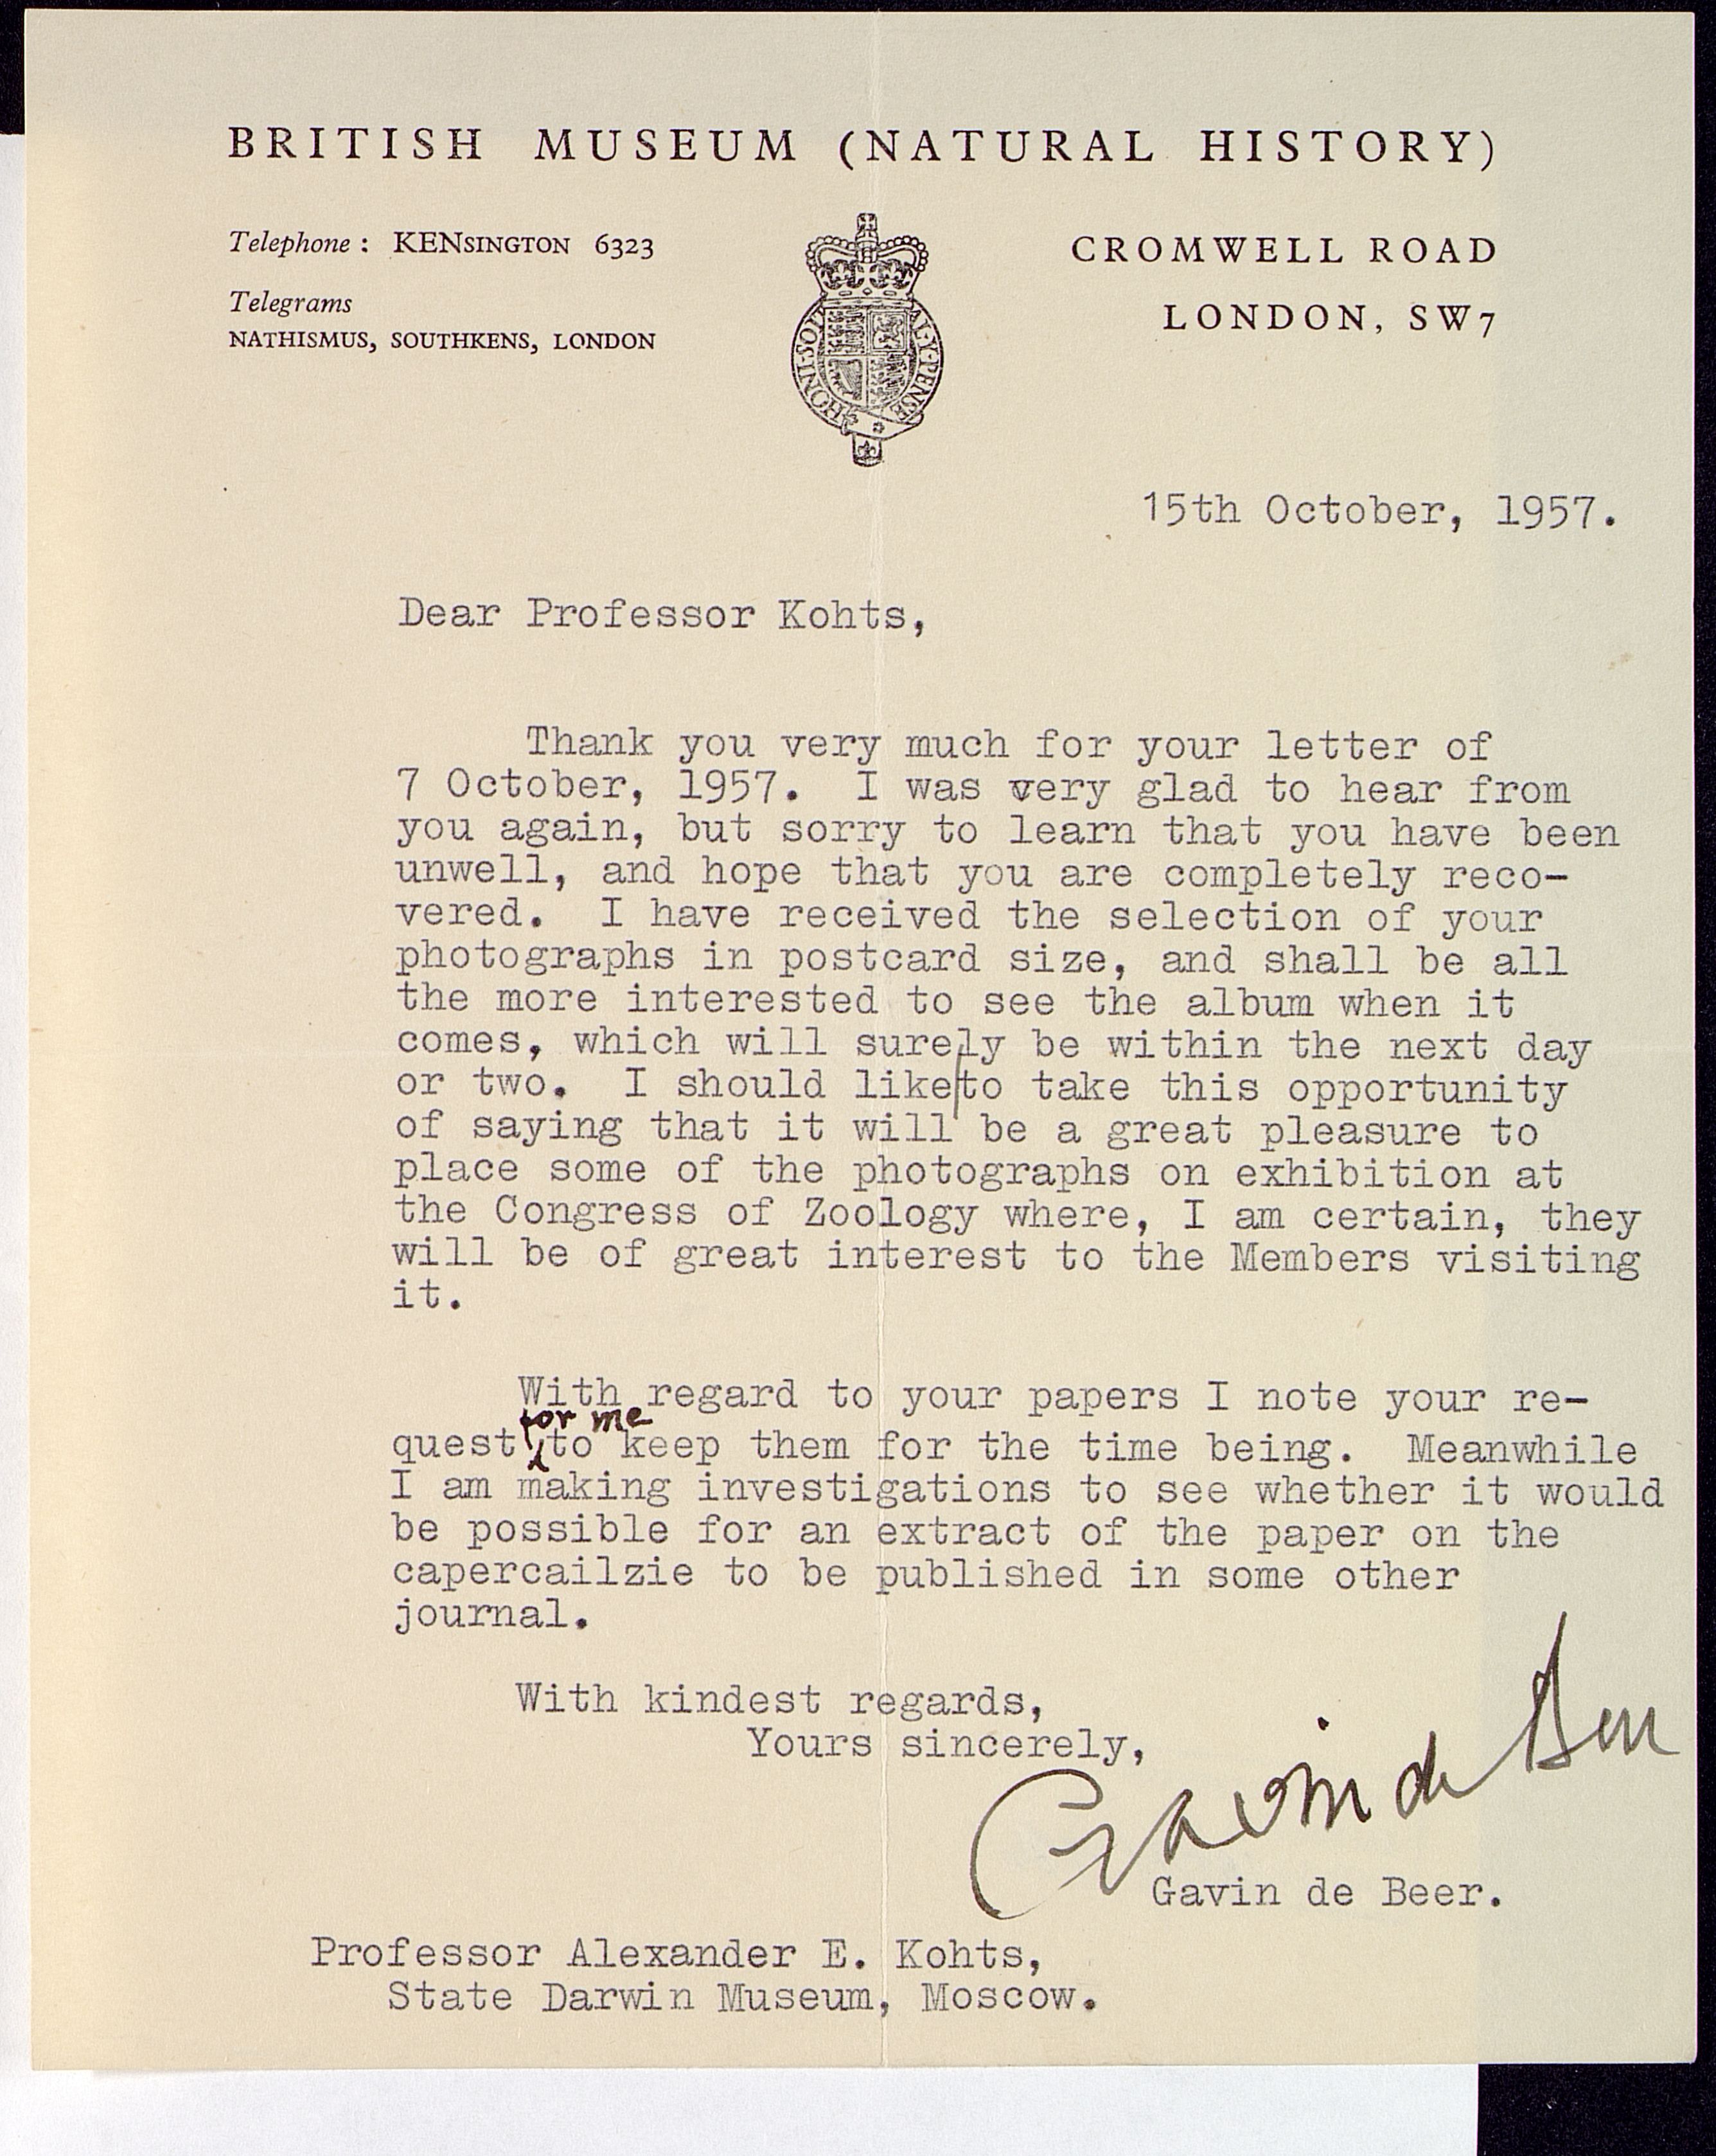 BRITISH MUSEUM (NATURAL HISTORY)
Telephone : KENSINGTON 6323
Telegrams
NATHISMUS, SOUTHKENS, LONDON
HONI·SOI AL·Y·PENSE
CROMWELL ROAD
LONDON, SW7
15th October, 1957.
Dear Professor Kohts,
Thank you very much for your letter of
7 October, 1957. I was very glad to hear from
you again, but sorry to learn that you have been
unwell, and hope that you are completely reco-
vered. I have received the selection of your
photographs in postcard size, and shall be all
the more interested to see the album when it
comes, which will surely be within the next day
or two. I should like/to take this opportunity
of saying that it will be a great pleasure to
place some of the photographs on exhibition at
the Congress of Zoology where, I am certain, they
will be of great interest to the Members visiting
it.
With regard to your papers I note your re-
for me
quest to keep them for the time being. Meanwhile
I am making investigations to see whether it would
be possible for an extract of the paper on the
capercailzie to be published in some other
journal.
With kindest regards,
Yours sincerely,
Gavin de Beer
Gavin de Beer.
Professor Alexander E. Kohts,
State Darwin Museum, Moscow.